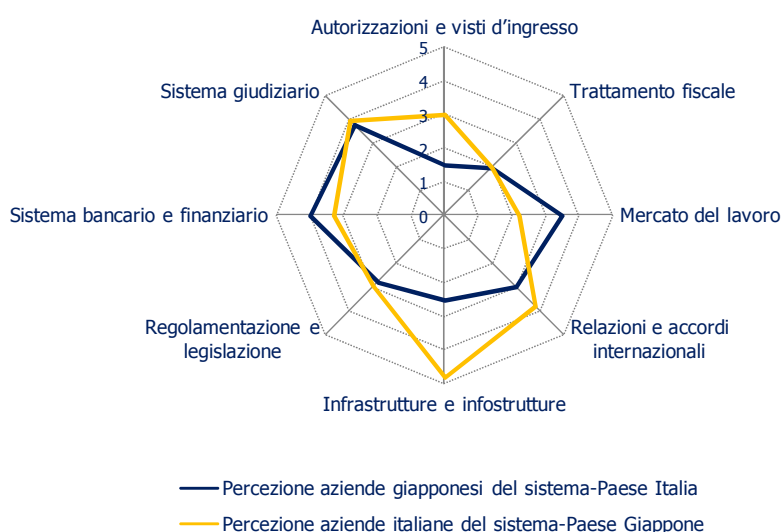 Autorizzazioni e visti d'ingresso
5
Sistema giudiziario
4
Trattamento fiscale
3
2
1
Sistema bancario e finanziario
0
Mercato del lavoro
Regolamentazione e
legislazione
Relazioni e accordi
internazionali
Infrastrutture e infostrutture
Percezione aziende giapponesi del sistema-Paese Italia
Percezione aziende italiane del sistema-Paese Giappone